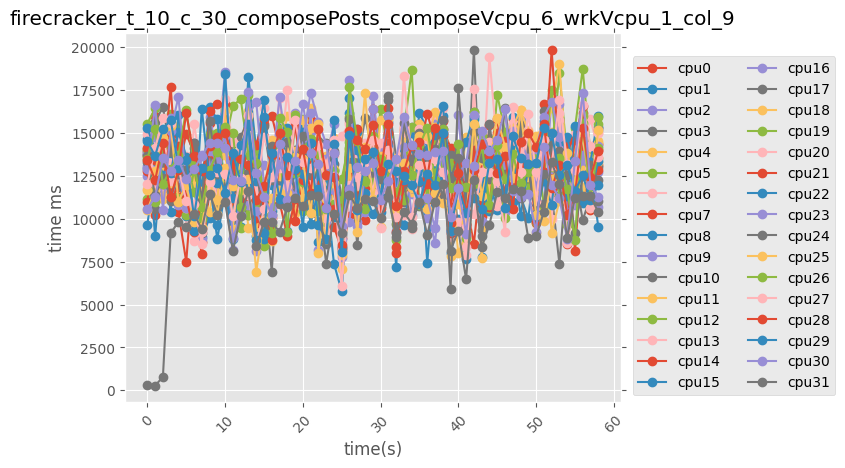 firecracker_t_10_c_30_composePosts_composeVcpu_6_wrkVcpu_1_col_9
time ms
20000
17500
15000
12500
10000
7500
5000
2500
0
0
10
20
30
40
50
60
time(s)
cpu0
cpu1
cpu2
cpu3
cpu4
cpu5
cpu6
cpu7
cpu8
cpu9
cpu10
cpu11
cpu12
cpu13
cpu14
cpu15
cpu16
cpu17
cpu18
cpu19
cpu20
cpu21
cpu22
cpu23
cpu24
cpu25
cpu26
cpu27
cpu28
cpu29
cpu30
cpu31